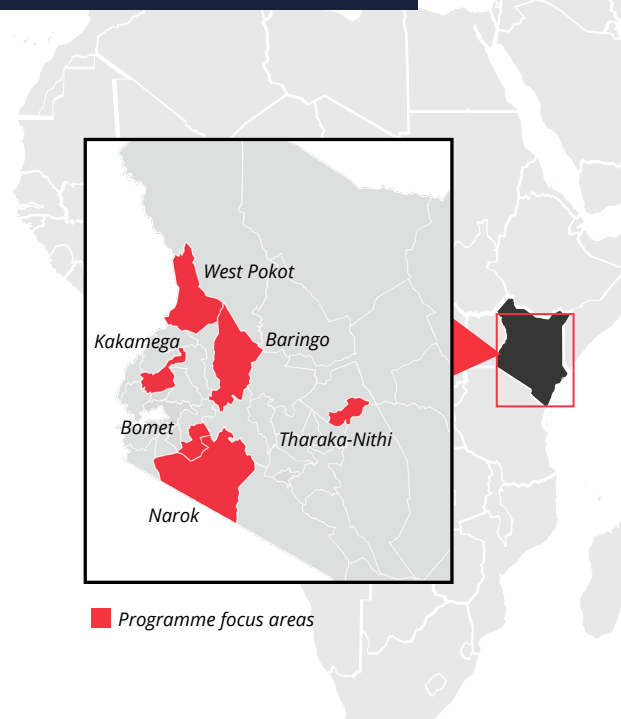 West Pokot
Kakamega
Baringo
Bomet
Tharaka-Nithi
Narok
Programme focus areas